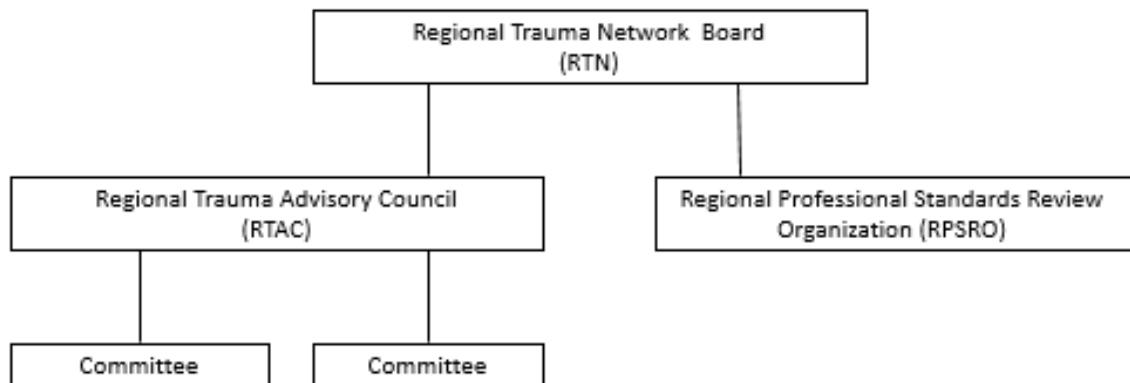 Regional Trauma Network  Board
(RTN)
Regional Trauma Advisory Council
(RTAC)
Regional Professional Standards Review
Organization (RPSRO)
Committee
Committee